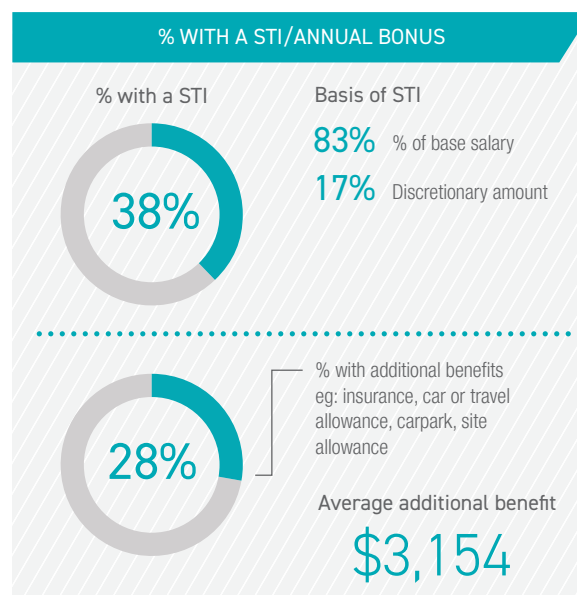 % WITH A STI/ANNUAL BONUS
% with a STI
38%
Basis of STI
83% % of base salary
17% Discretionary amount
28%
% with additional benefits
eg: insurance, car or travel
allowance, carpark, site
allowance
Average additional benefit
$3,154